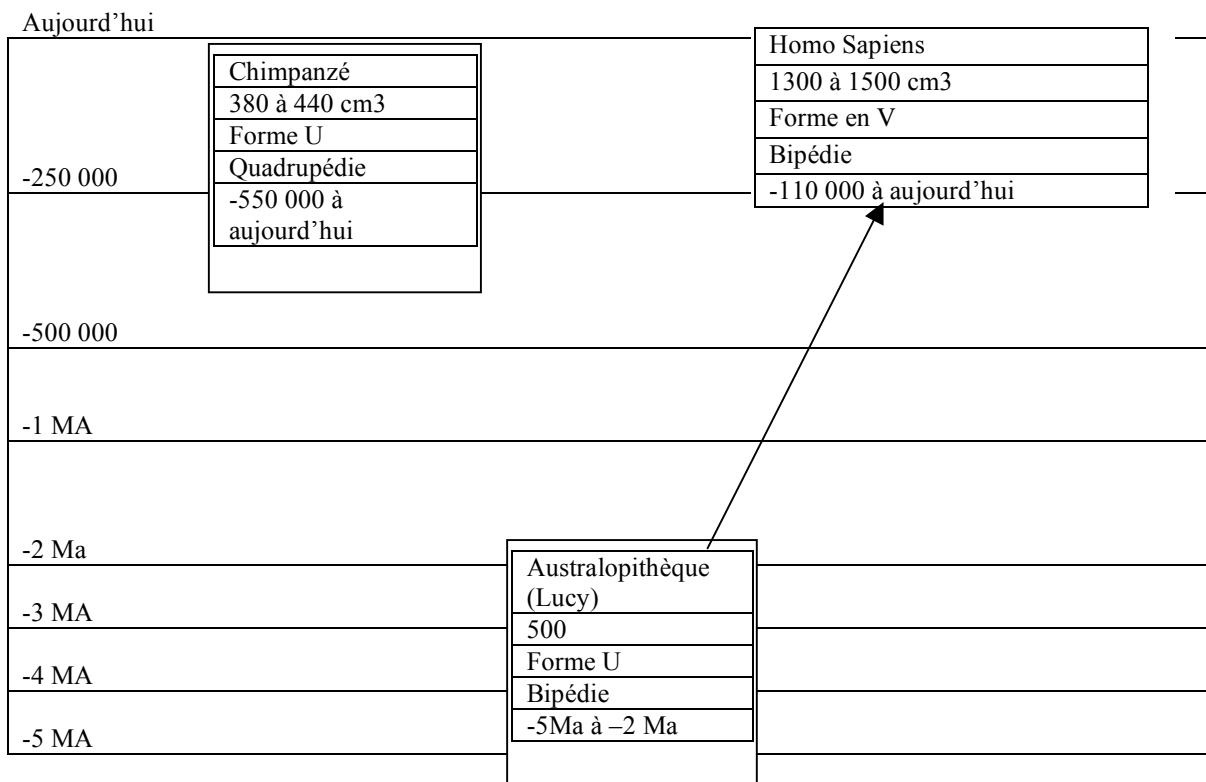 Aujourd’hui
Chimpanzé
380 à 440 cm3
Forme U
Quadrupédie
-550 000 à
aujourd’hui
Homo Sapiens
1300 à 1500 cm3
Forme en V
Bipédie
-110 000 à aujourd’hui
-250 000
-500 000
-1 MA
-2 Ma
-3 MA
-4 MA
-5 MA
Australopithèque
(Lucy)
500
Forme U
Bipédie
-5Ma à –2 Ma